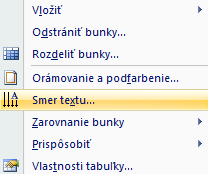 Vložiť
Odstrániť bunky...
Rozdeliť bunky...
Orámovanie a podfarbenie...
Smer textu...
Zarovnanie bunky
Prispôsobiť
Vlastnosti tabuľky...